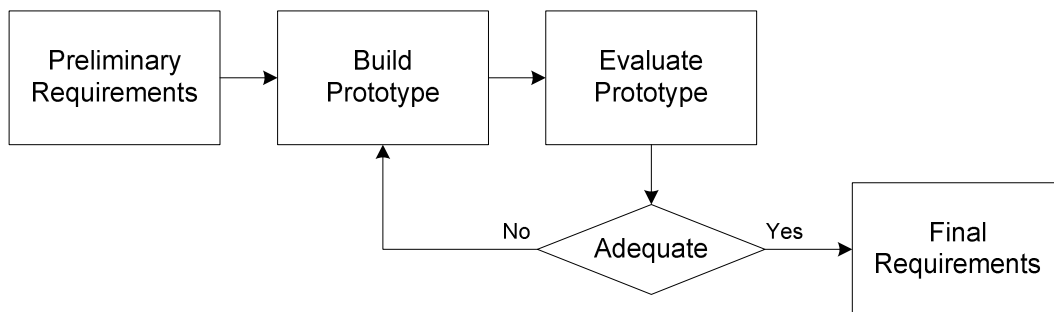 Preliminary
Requirements
Build
Prototype
Evaluate
Prototype
No
Adequate
Yes
Final
Requirements